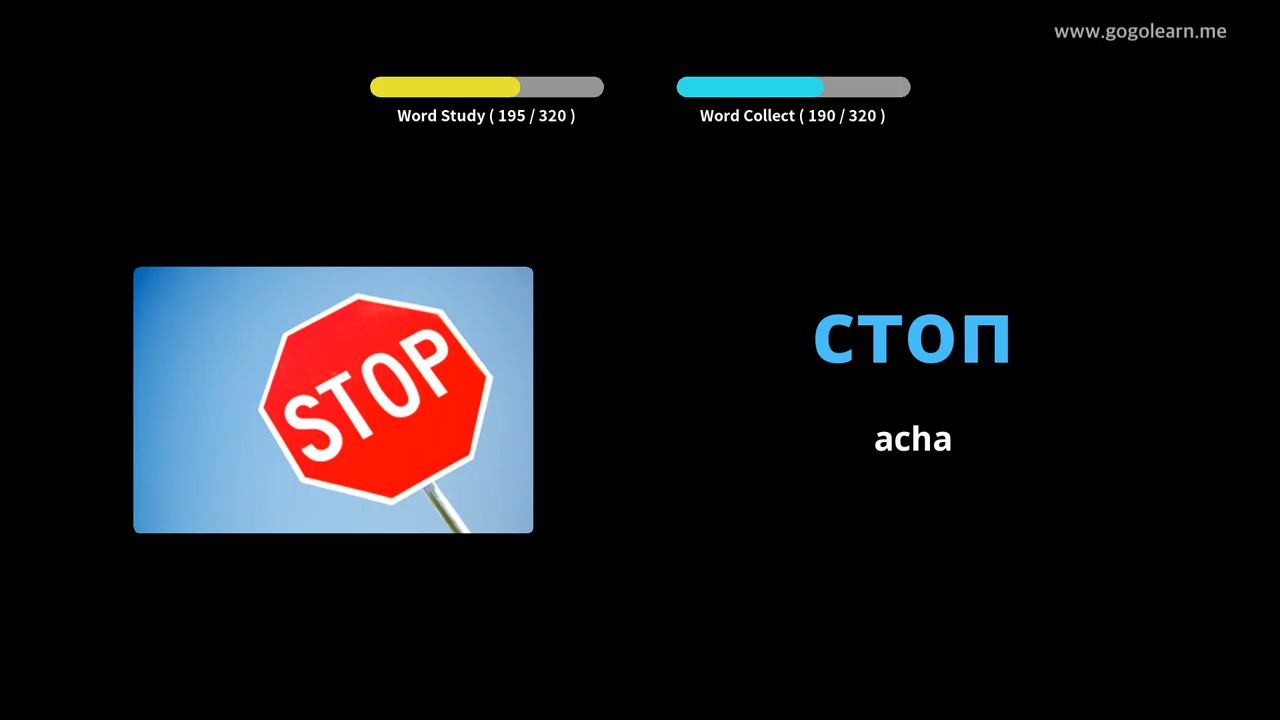 www.gogolearn.me
Word Study ( 195 / 320 )
Word Collect ( 190 / 320 )
STOP
стоп
acha